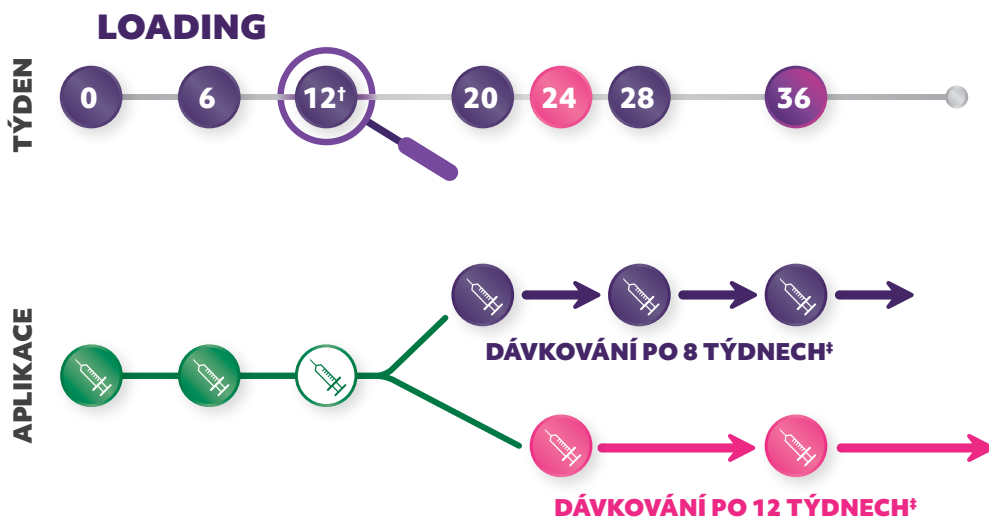 LOADING
TÝDEN
0 6 12† 20 24 28 36
APLIKACE
DÁVKOVÁNÍ PO 8 TÝDNECH‡
DÁVKOVÁNÍ PO 12 TÝDNECH‡